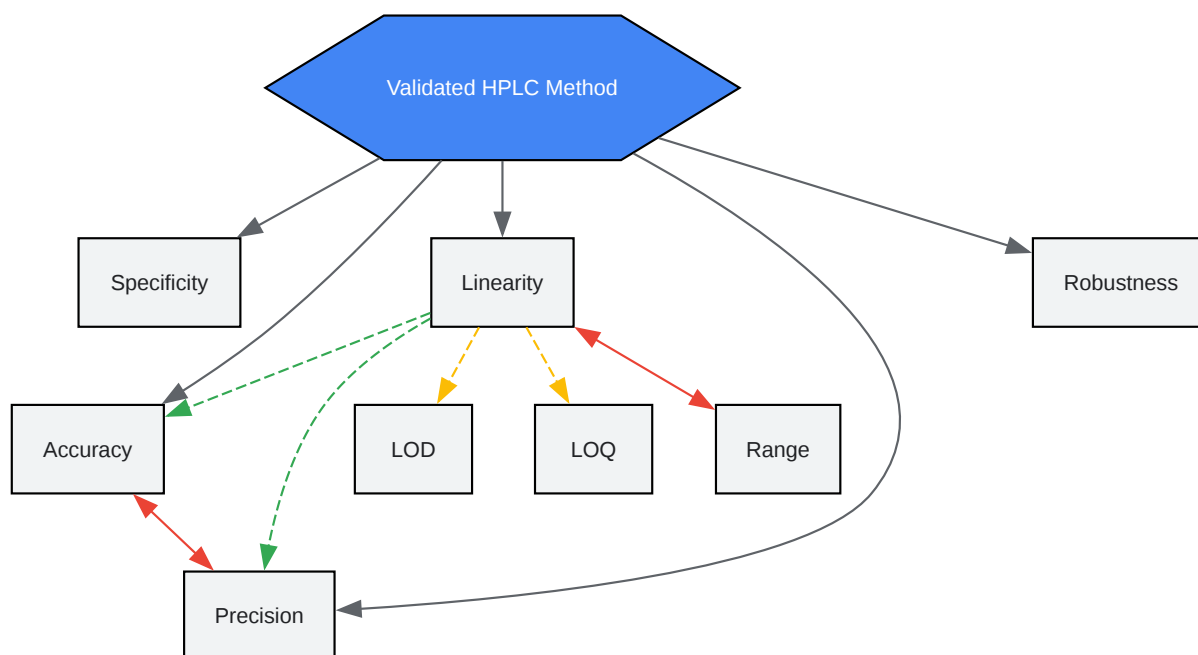 Validated HPLC Method
Specificity
Linearity
Robustness
Accuracy
LOD
LOQ
Range
Precision